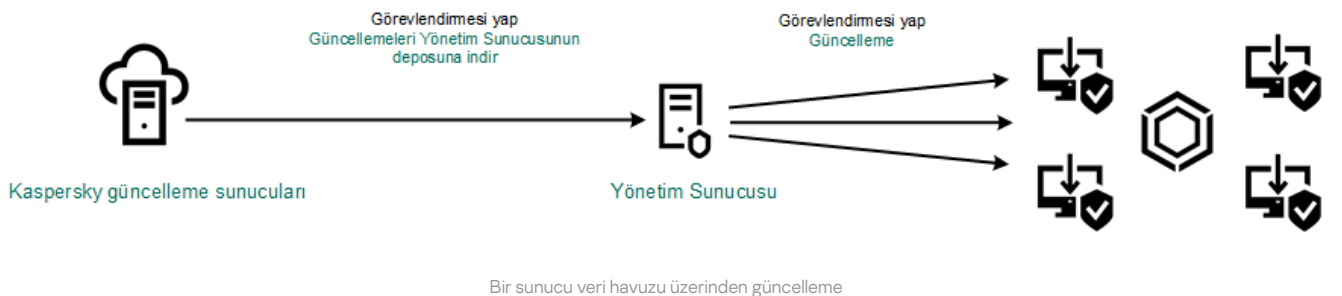 Görevlendirmesi yap
Güncellemeleri Yönetim Sunucusunun
deposuna indir
Görevlendirmesi yap
Güncelleme
Kaspersky güncelleme sunucuları
Yönetim Sunucusu
Bir sunucu veri havuzu üzerinden güncelleme